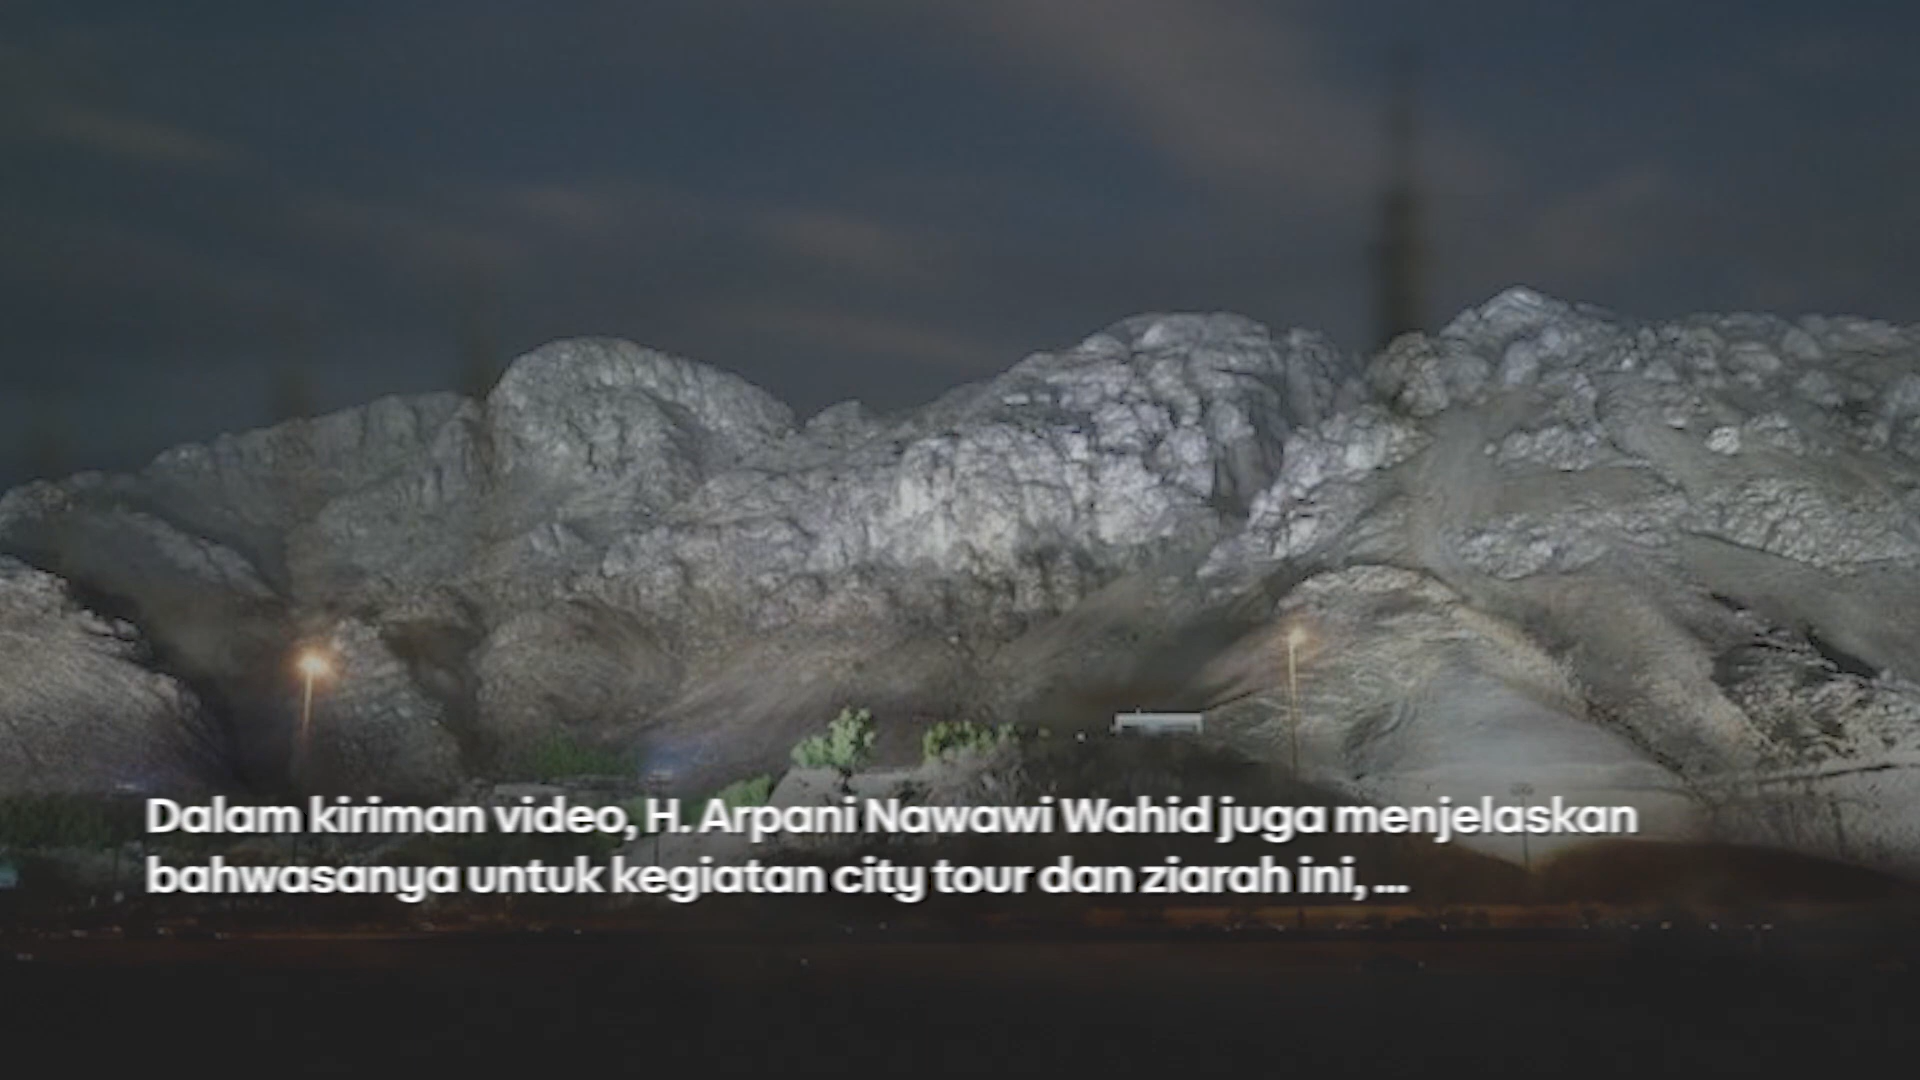 Dalam kiriman video, H. Arpani Nawawi Wahid juga menjelaskan
bahwasanya untuk kegiatan city tour dan ziarah ini, ...